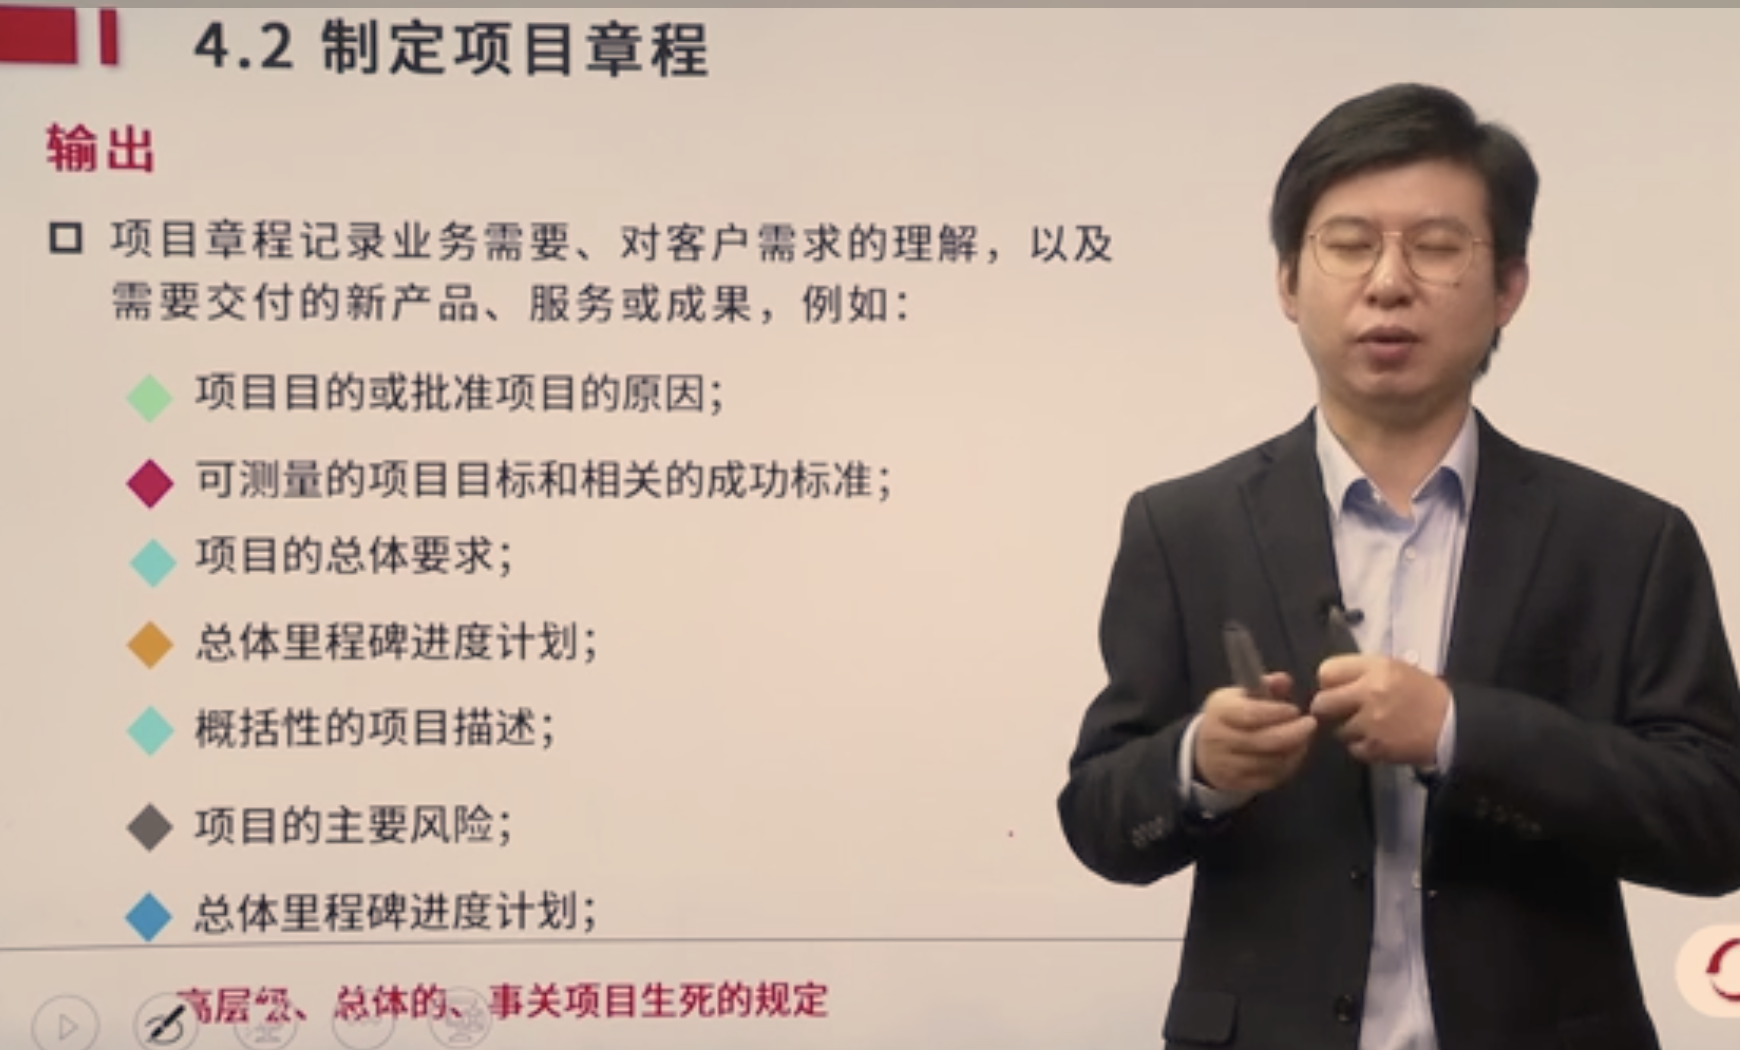 4.2 制定项目章程
输出
项目章程记录业务需要、对客户需求的理解，以及
需要交付的新产品、服务或成果，例如：
项目目的或批准项目的原因；
可测量的项目目标和相关的成功标准；
项目的总体要求；
总体里程碑进度计划；
概括性的项目描述；
项目的主要风险；
总体里程碑进度计划；
高层级、总体的、事关项目生死的规定